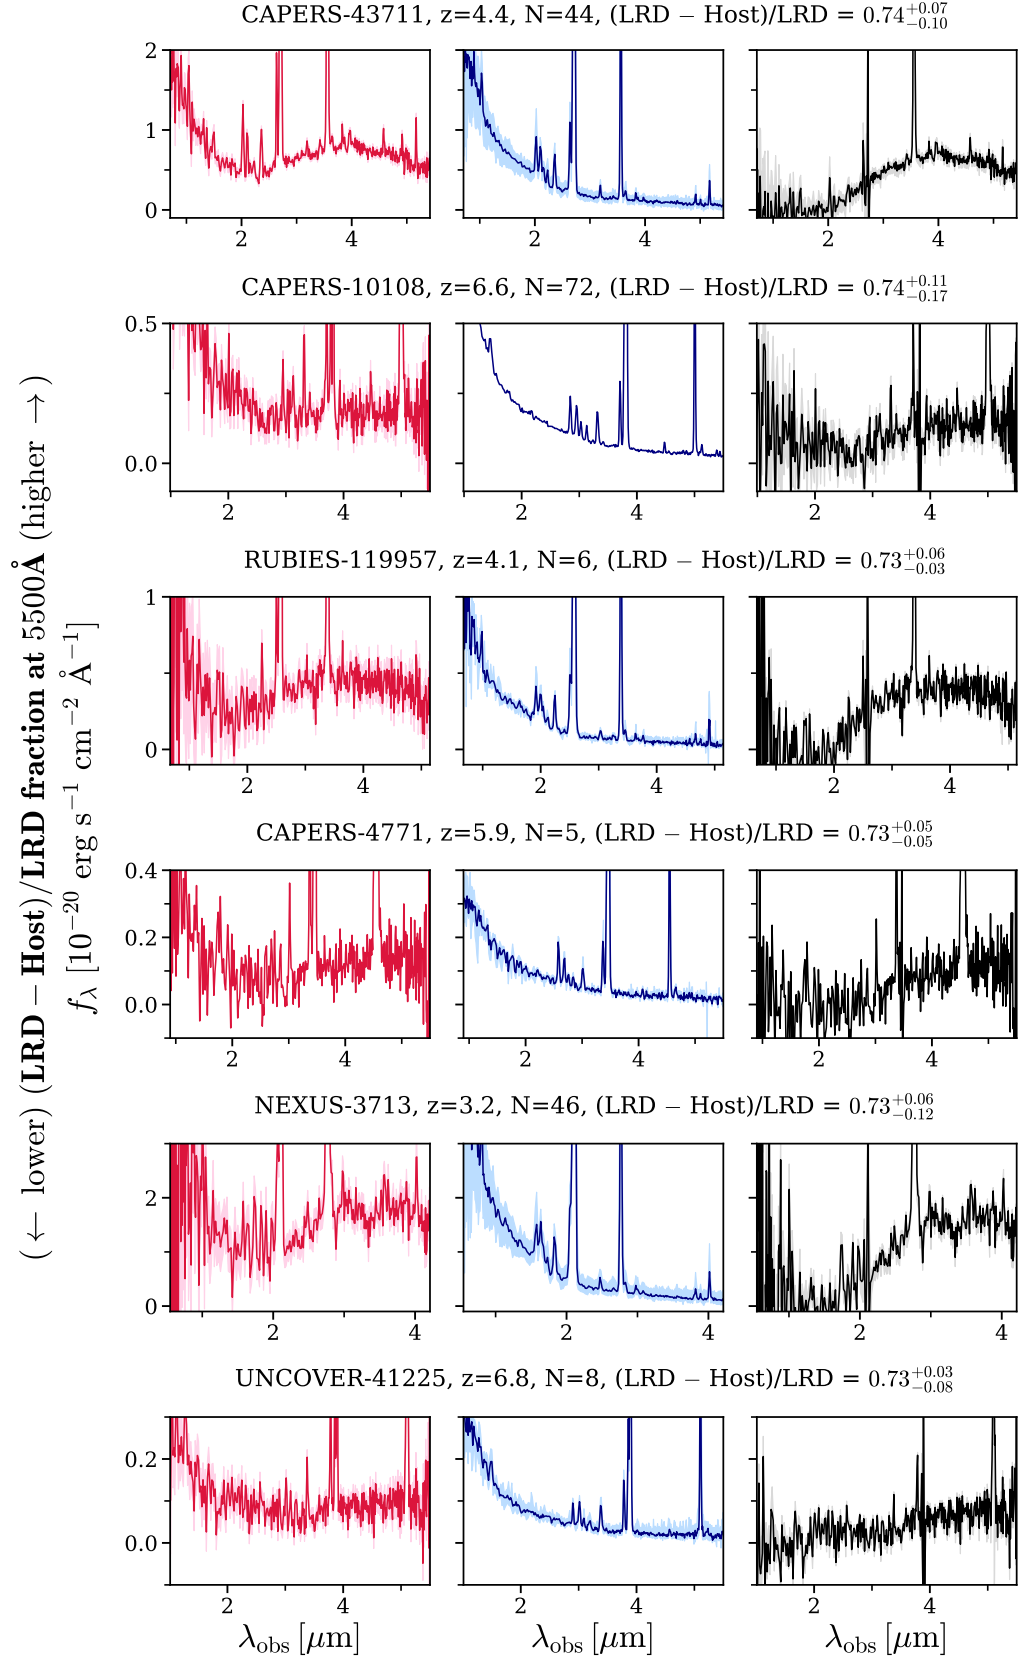 CAPERS-43711, z=4.4, N=44, (LRD − Host)/LRD = 0.74 +0.07 −0.10
2
1
0
2 4
2 4
2 4
CAPERS-10108, z=6.6, N=72, (LRD − Host)/LRD = 0.74 +0.11 −0.17
0.5
0.0
2 4
2 4
2 4
RUBIES-119957, z=4.1, N=6, (LRD − Host)/LRD = 0.73 +0.06 −0.03
1
0
2 4
2 4
2 4
CAPERS-4771, z=5.9, N=5, (LRD − Host)/LRD = 0.73 +0.05 −0.05
0.4
0.2
0.0
2 4
2 4
2 4
NEXUS-3713, z=3.2, N=46, (LRD − Host)/LRD = 0.73 +0.06 −0.12
2
0
2 4
2 4
2 4
UNCOVER-41225, z=6.8, N=8, (LRD − Host)/LRD = 0.73 +0.03 −0.08
0.2
0.0
2 4
2 4
2 4
λobs [μm]
λobs [μm]
λobs [μm]
(← lower) (LRD − Host)/LRD fraction at 5500Å (higher →)
fλ [10−20 erg s−1 cm−2 Å−1]